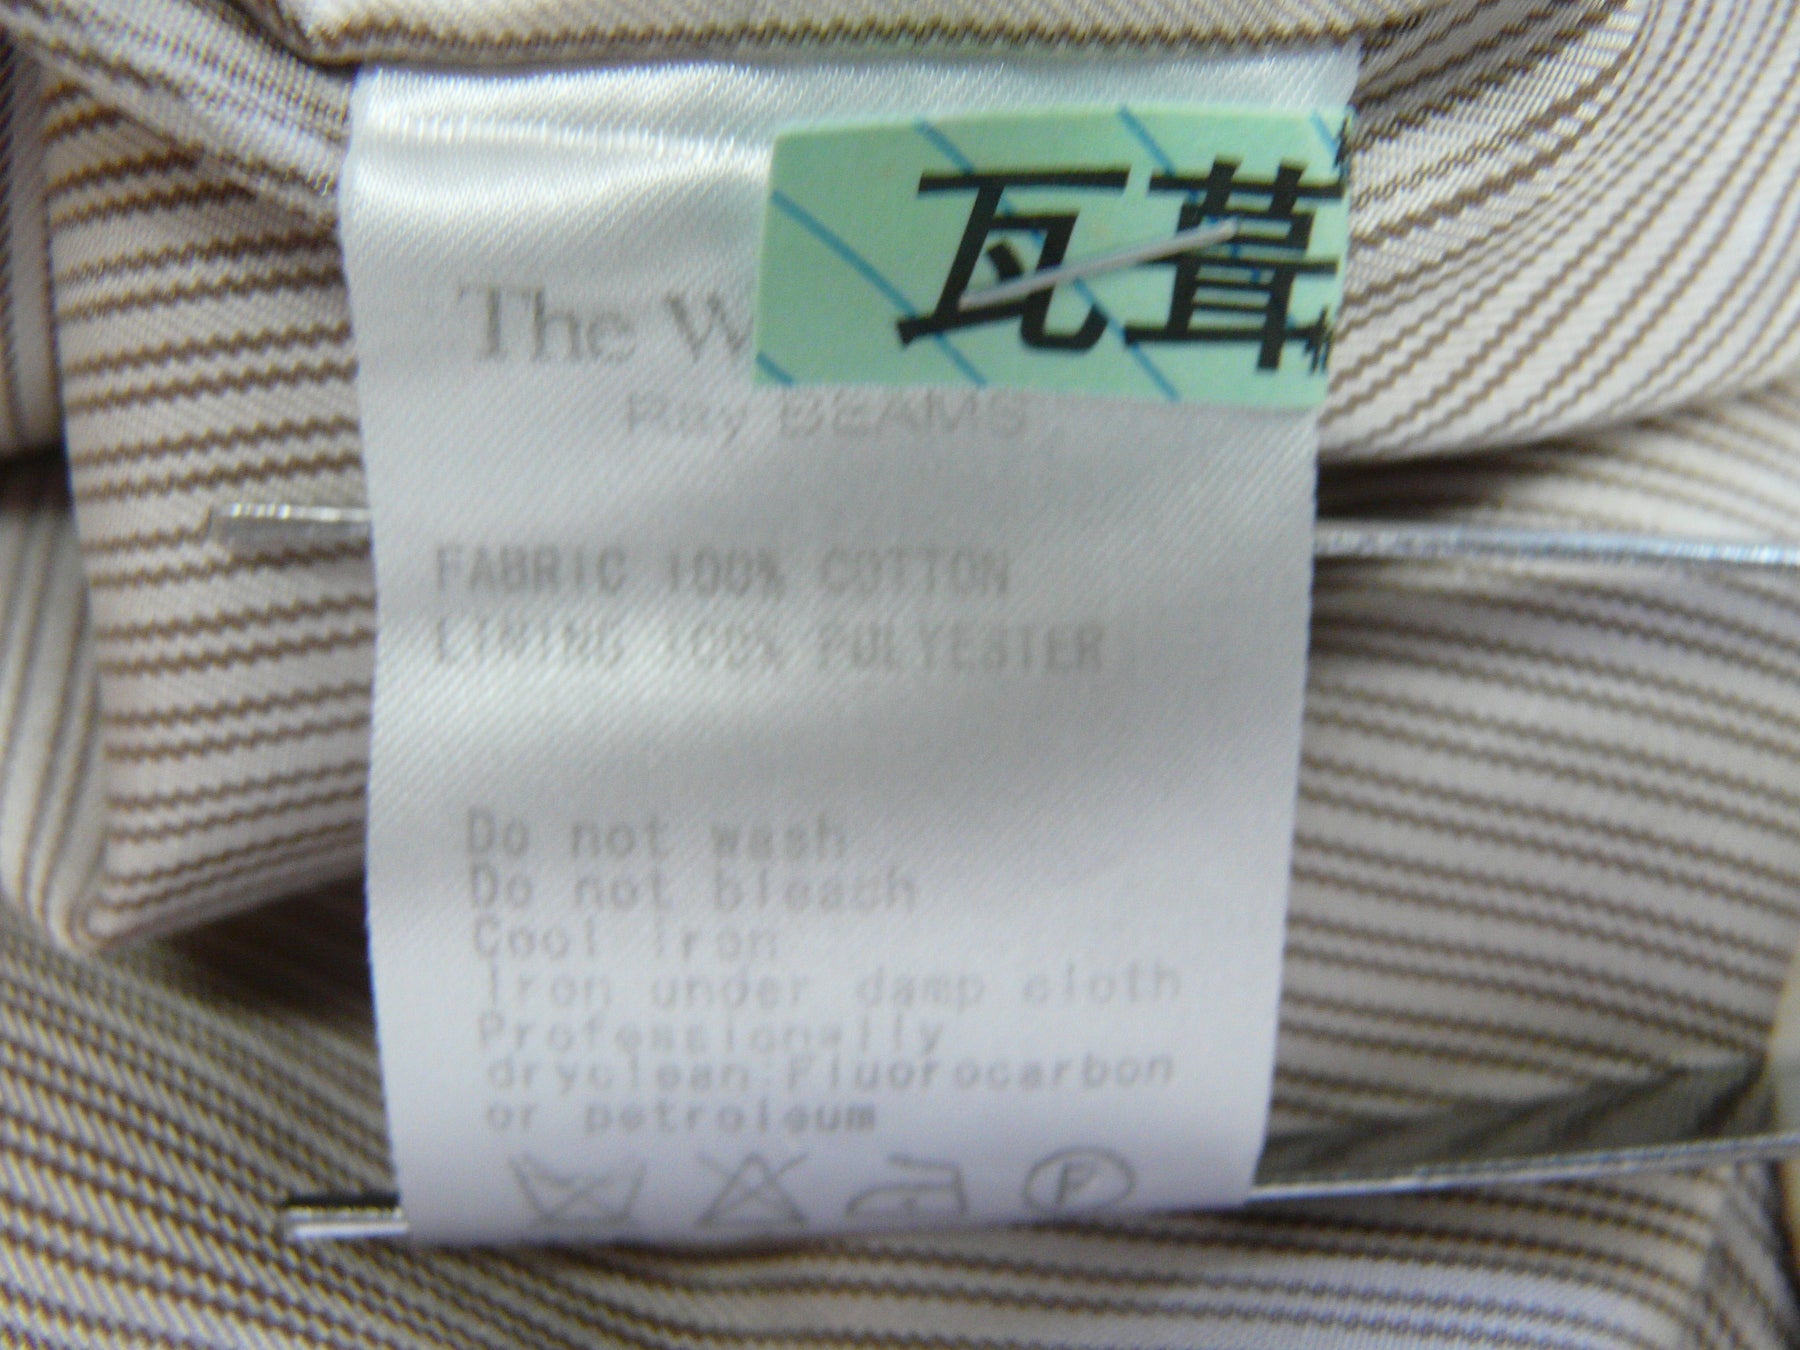 瓦葺
The W
Ray BEAMS
FABRIC 100% COTTON
LINING 100% POLYESTER
Do not wash
Do not bleach
Cool iron
Iron under damp cloth
Professionally
dryclean:Fluorocarbon
or petroleum
F